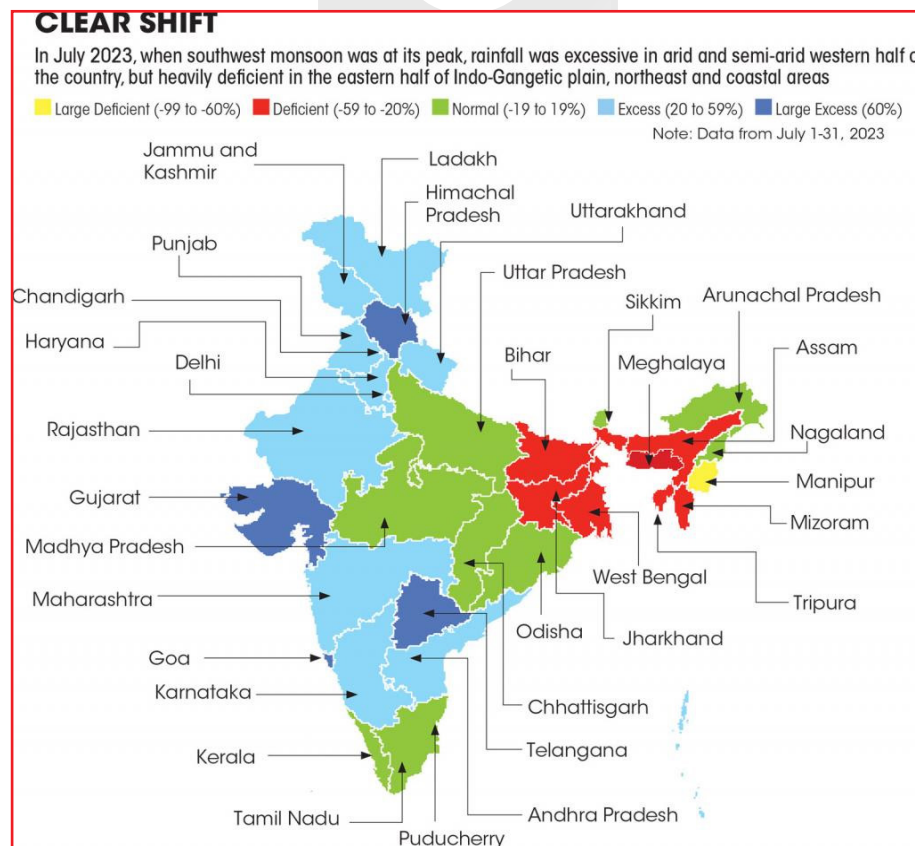 CLEAR SHIFT
In July 2023, when southwest monsoon was at its peak, rainfall was excessive in arid and semi-arid western half
the country, but heavily deficient in the eastern half of Indo-Gangetic plain, northeast and coastal areas
Large Deficient (-99 to -60%) Deficient (-59 to -20%) Normal (-19 to 19%) Excess (20 to 59%) Large Excess (60%)
Note: Data from July 1-31, 2023
Jammu and
Kashmir
Ladakh
Himachal
Pradesh
Uttarakhand
Punjab
Uttar Pradesh
Chandigarh
Sikkim
Arunachal Pradesh
Haryana
Delhi
Bihar
Meghalaya
Assam
Rajasthan
Nagaland
Gujarat
Manipur
Madhya Pradesh
Mizoram
West Bengal
Maharashtra
Tripura
Odisha
Jharkhand
Goa
Karnataka
Chhattisgarh
Kerala
Telangana
Tamil Nadu
Andhra Pradesh
Puducherry